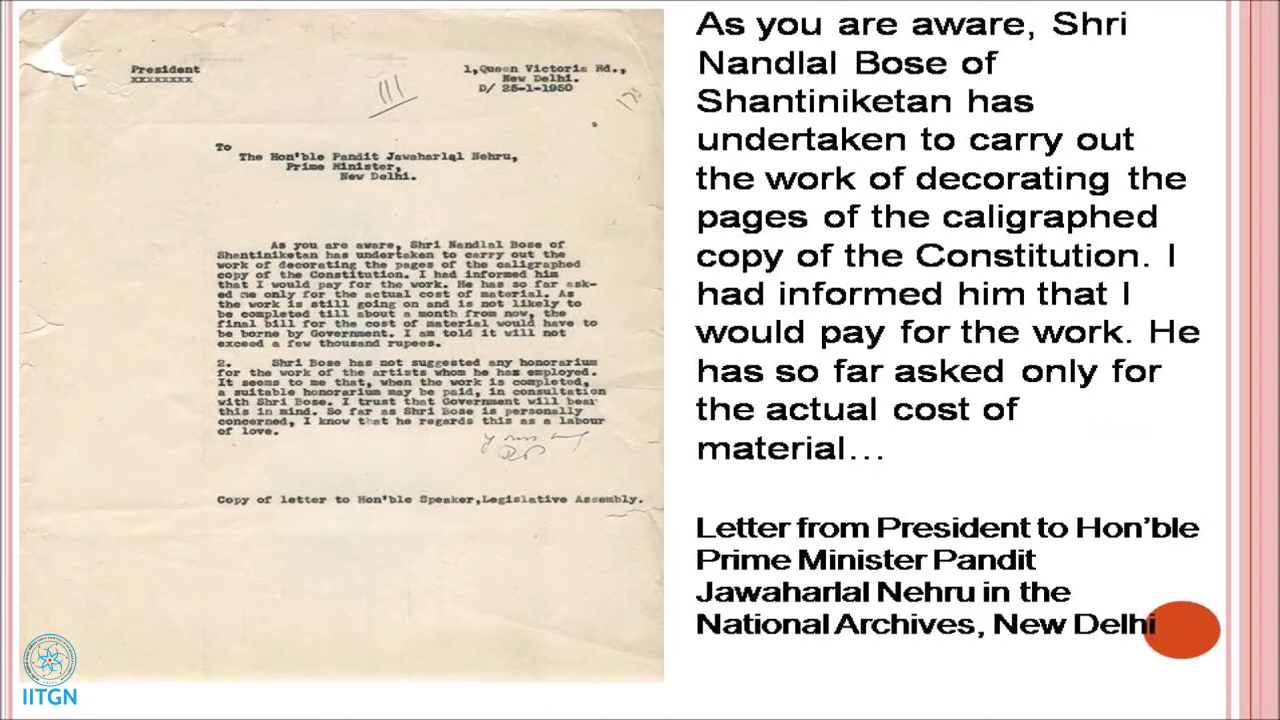 President
xxxxxxxx
1,Queen Victoria Rd.,
New Delhi.
D/ 25-1-1950
III
To
The Hon'ble Pandit Jawaharlal Nehru,
Prime Minister,
New Delhi.
As you are aware, Shri Nandlal Bose of
Shantiniketan has undertaken to carry out the
work of decorating the pages of the caligraphed
copy of the Constitution. I had informed him
that I would pay for the work. He has so far ask-
ed me only for the actual cost of material. As
the work is still going on and is not likely to
be completed till about a month from now, the
final bill for the cost of material would have to
be borne by Government. I am told it will not
exceed a few thousand rupees.
2. Shri Bose has not suggested any honorarium
for the work of the artists whom he has employed.
It seems to me that, when the work is completed,
a suitable honorarium may be paid, in consultation
with Shri Bose. I trust that Government will bear
this in mind. So far as Shri Bose is personally
concerned, I know that he regards this as a labour
of love.
Copy of letter to Hon'ble Speaker,Legislative Assembly.
As you are aware, Shri
Nandlal Bose of
Shantiniketan has
undertaken to carry out
the work of decorating the
pages of the caligraphed
copy of the Constitution. I
had informed him that I
would pay for the work. He
has so far asked only for
the actual cost of
material…
Letter from President to Hon'ble
Prime Minister Pandit
Jawaharlal Nehru in the
National Archives, New Delhi
IITGN